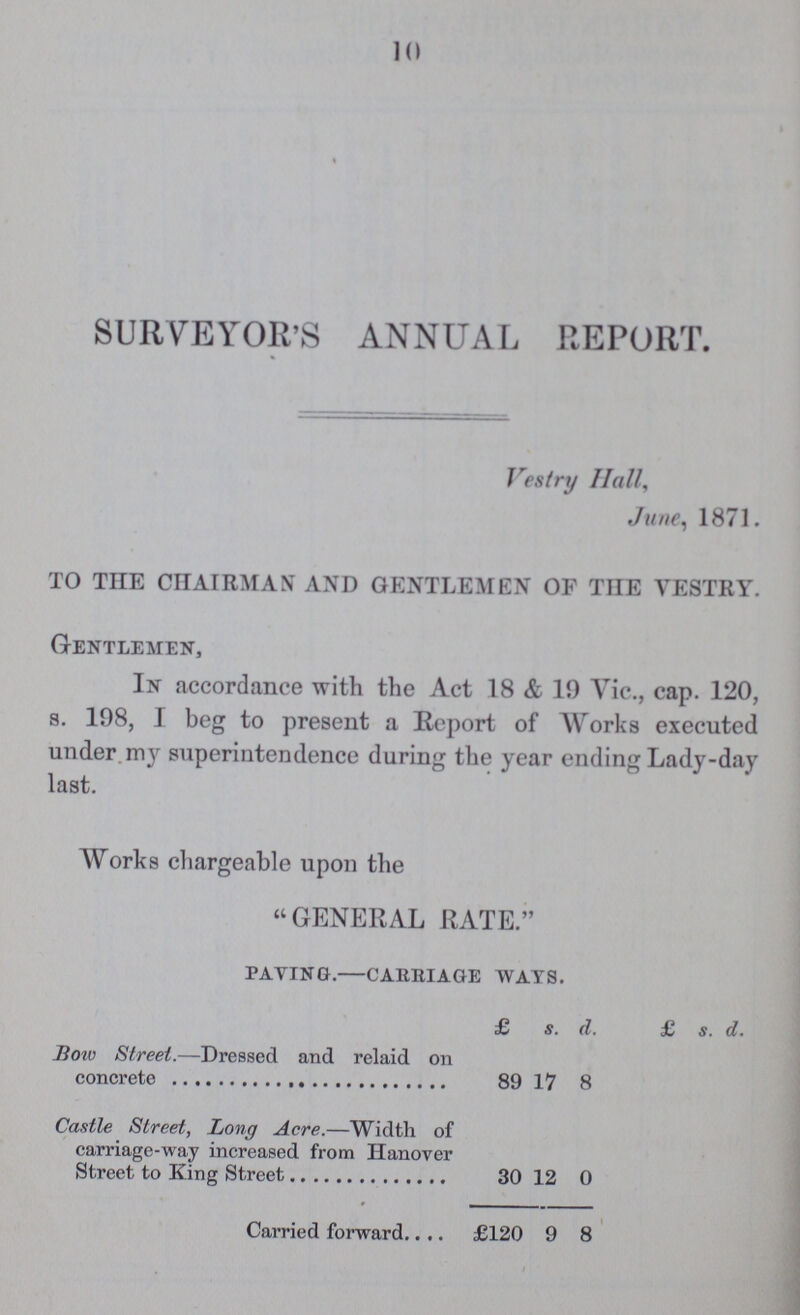 10
SURVEYOR'S ANNUAL REPORT.
Vestry Hall,
June, 1871.
TO THE CHAIRMAN AND GENTLEMEN OF THE VESTRY.
GENTLEMEN,
IN accordance with the Act 18 & 19 Vic., cap. 120,
s. 198, I beg to present a Report of Works executed
under my superintendence during the year ending Lady-day
last.
Works chargeable upon the
"GENERAL RATE."
PAVING.—CARRIAGE WAYS.
£ s. d. £ s. d.
Bow Street.—Dressed and relaid on
concrete ........................... 89 17 8
Castle Street, Long Acre.—Width of
carriage-way increased from Hanover
Street to King Street............... 30 12 0
Carried forward.... £120 9 8